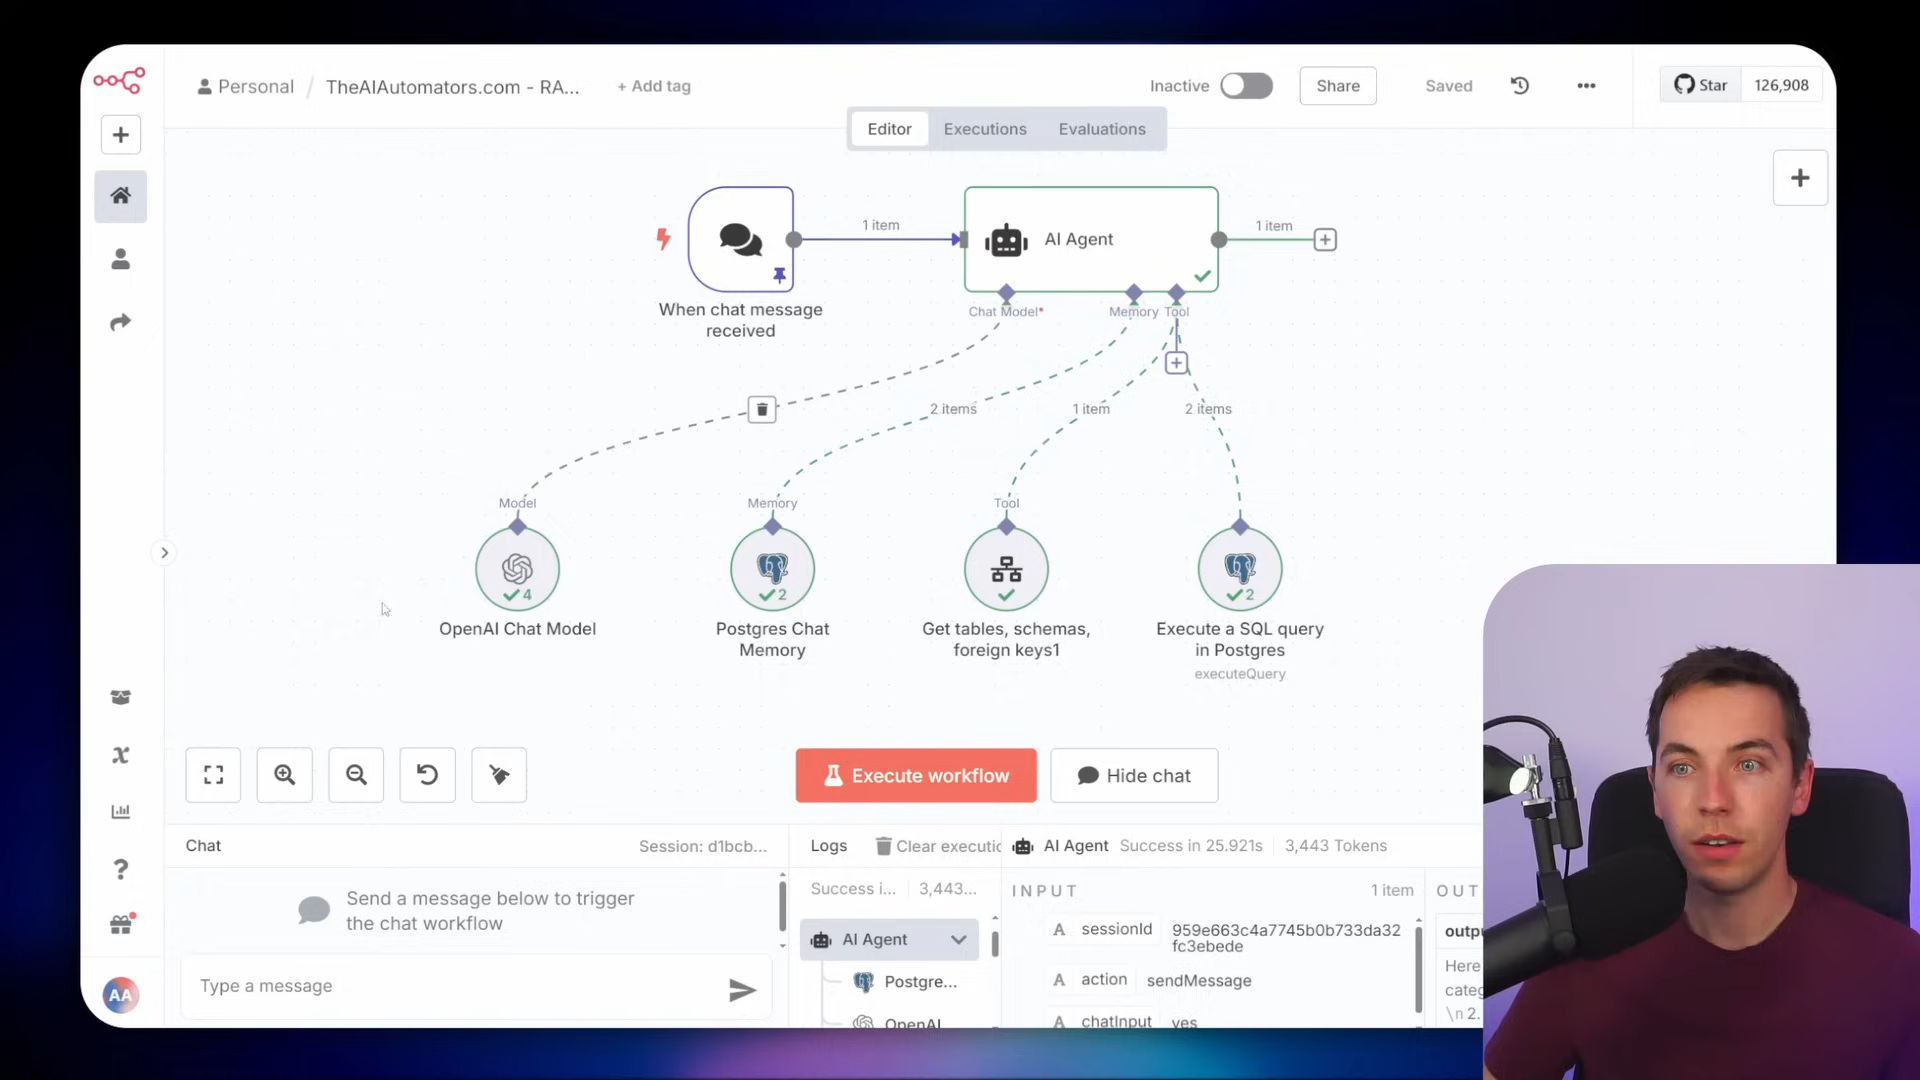 Personal / TheAIAutomators.com - RA... + Add tag
Inactive Share Saved ••• Star 126,908
Editor Executions Evaluations
1 item
AI Agent
1 item
When chat message
received
Chat Model* Memory Tool
2 items 1 item 2 items
Model Memory Tool
4 2 2
OpenAI Chat Model
Postgres Chat
Memory
Get tables, schemas,
foreign keys1
Execute a SQL query
in Postgres
executeQuery
Execute workflow Hide chat
Chat Session: d1bcb...
Send a message below to trigger
the chat workflow
Type a message
Logs Clear executio
Success i... 3,443...
AI Agent
Postgre...
OpenAI
AI Agent Success in 25.921s 3,443 Tokens
INPUT 1 item
A sessionId 959e663c4a7745b0b733da32
fc3ebede
A action sendMessage
A chatInput yes
OUT
outpu
Here
categ
\n 2.
AA